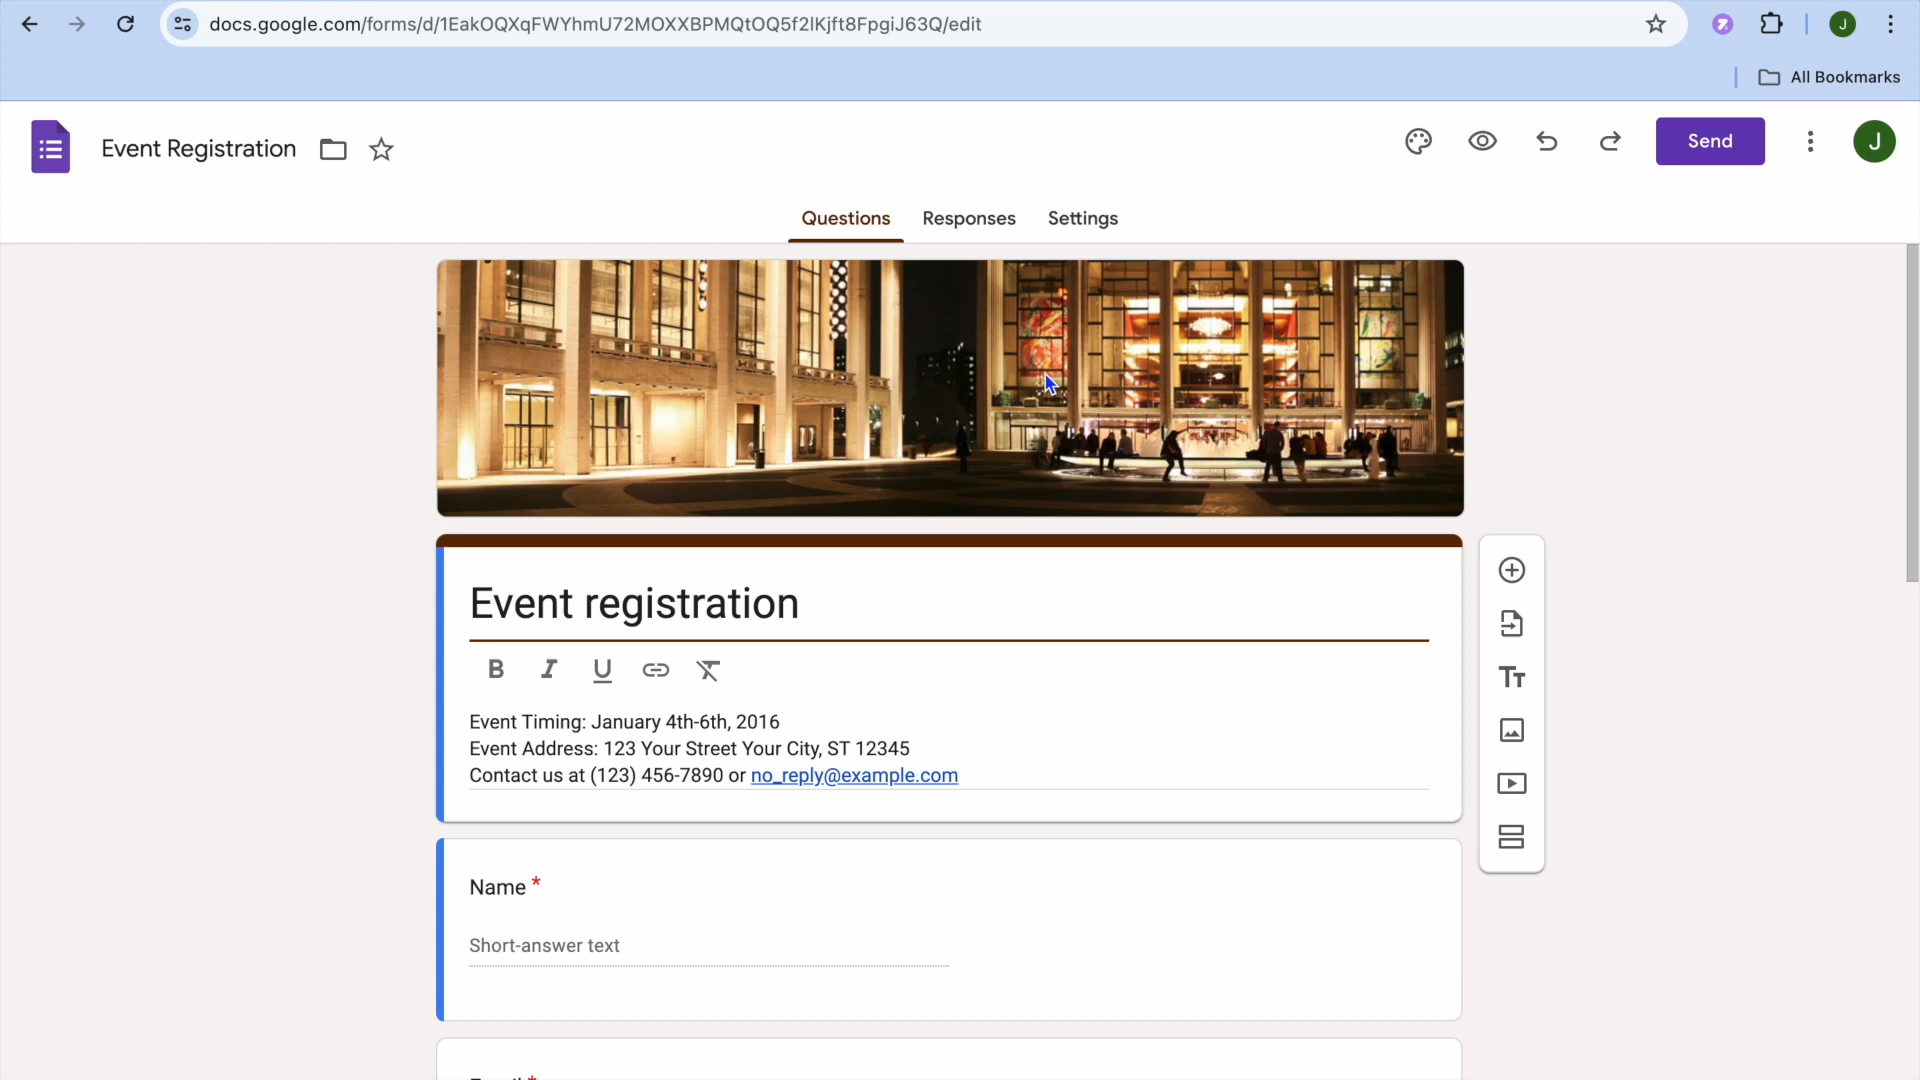 docs.google.com/forms/d/1EakOQXqFWYhmU72MOXXBPMQtOQ5f2lKjft8FpgiJ63Q/edit
J
All Bookmarks
Event Registration
Send
J
Questions
Responses
Settings
Event registration
B I U
Event Timing: January 4th-6th, 2016
Event Address: 123 Your Street Your City, ST 12345
Contact us at (123) 456-7890 or no_reply@example.com
Tт
Name *
Short-answer text